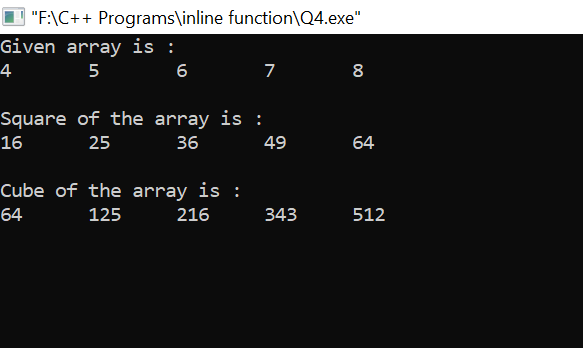 "F:\C++ Programs\inline function\Q4.exe"
Given array is :
4 5 6 7 8
Square of the array is :
16 25 36 49 64
Cube of the array is :
64 125 216 343 512